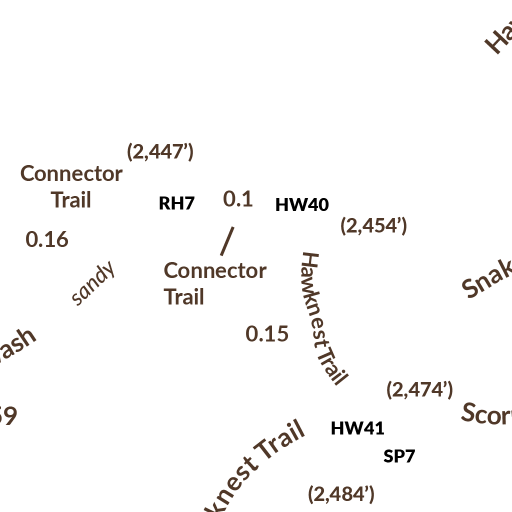 (2,447’)
Connector
Trail
RH7
0.1
HW40
(2,454’)
0.16
sandy
Connector
Trail
Hawknest Trail
0.15
(2,474’)
HW41
SP7
Trail
(2,484’)